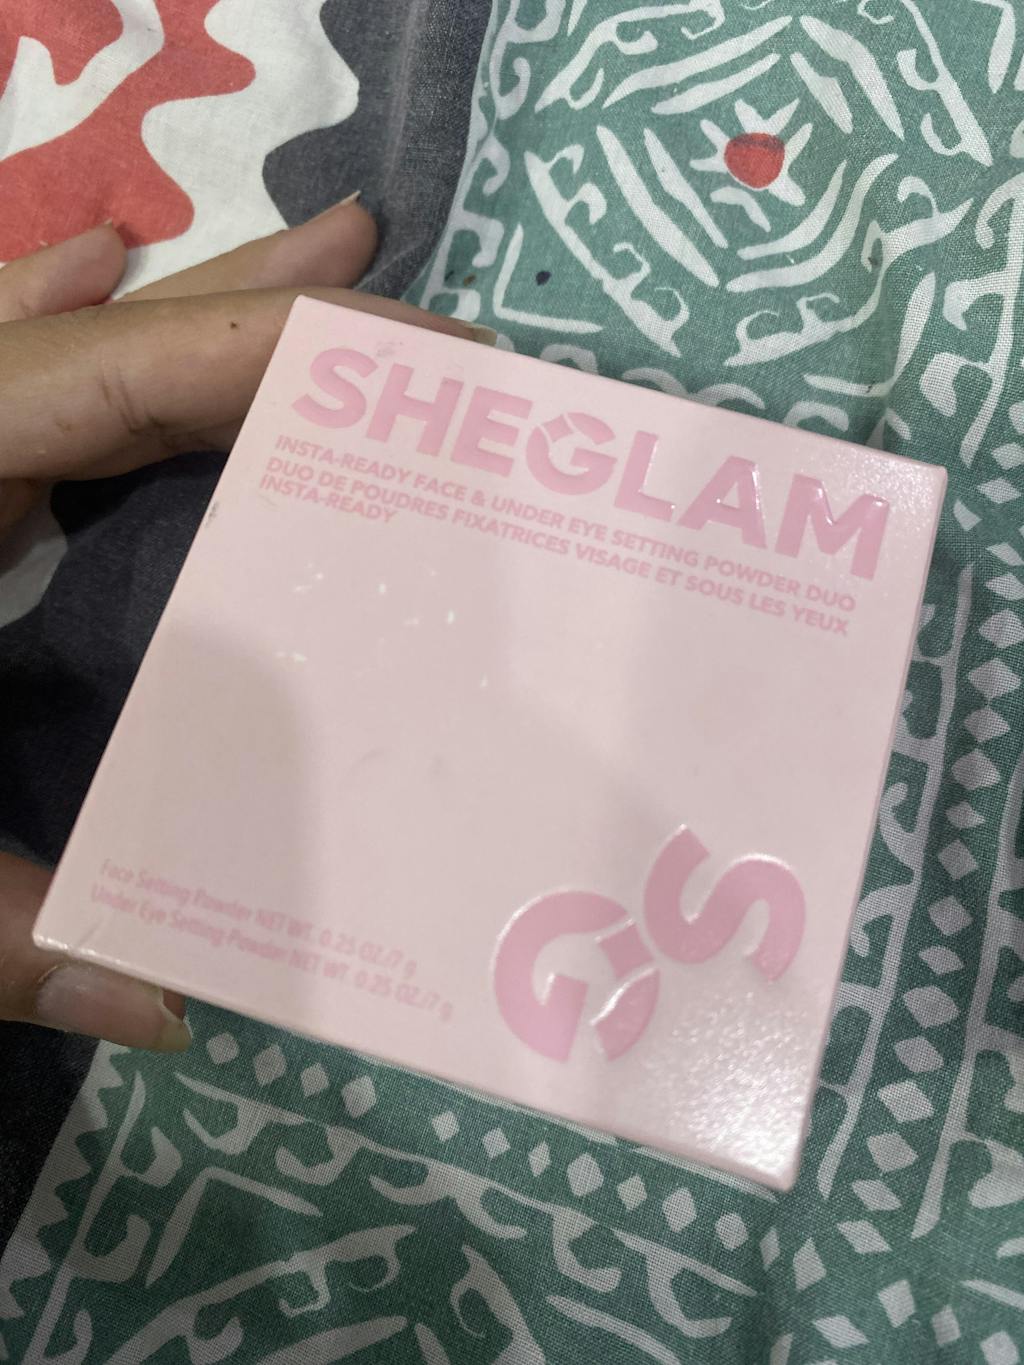 SHEGLAM
INSTA-READY FACE & UNDER EYE SETTING POWDER DUO
DUO DE POUDRES FIXATRICES VISAGE ET SOUS LES YEUX
INSTA-READY
Face Setting Powder NET WT. 0.25 OZ./7 g
Under Eye Setting Powder NET WT. 0.25 OZ./7 g
GS